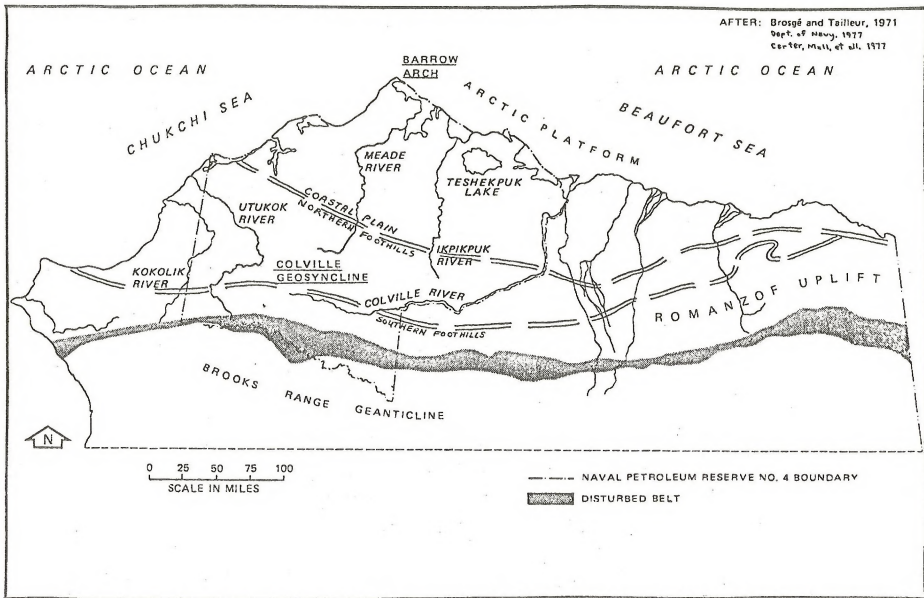 AFTER: Brosgé and Tailleur, 1971
Dept. of Navy, 1977
Carter, Mull, et all. 1977
ARCTIC OCEAN
BARROW
ARCH
ARCTIC OCEAN
CHUKCHI SEA
ARCTIC PLATFORM
BEAUFORT SEA
MEADE
RIVER
TESHEKPUK
LAKE
UTUKOK
RIVER
COASTAL PLAIN
NORTHERN FOOTHILLS
IKPIKPUK
RIVER
KOKOLIK
RIVER
COLVILLE
GEOSYNCLINE
COLVILLE RIVER
SOUTHERN FOOTHILLS
ROMANZOF UPLIFT
BROOKS RANGE GEANTICLINE
N
0 25 50 75 100
SCALE IN MILES
NAVAL PETROLEUM RESERVE NO. 4 BOUNDARY
DISTURBED BELT